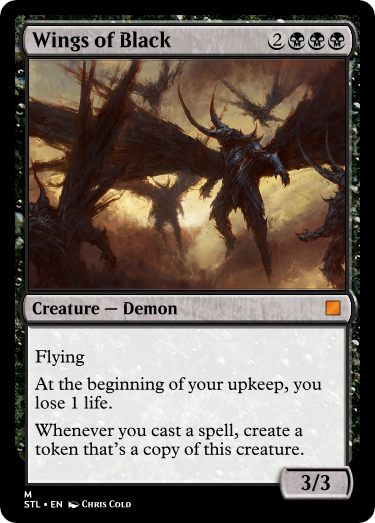 Wings of Black 2
Creature — Demon
Flying
At the beginning of your upkeep, you
lose 1 life.
Whenever you cast a spell, create a
token that's a copy of this creature.
3/3
M
STL • EN Chris Cold